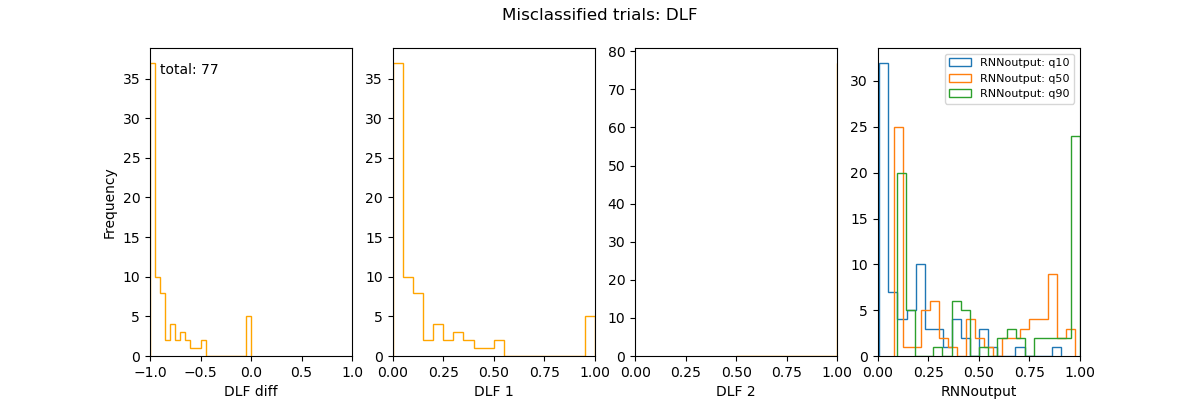 Misclassified trials: DLF
total: 77
Frequency
35
30
25
20
15
10
5
0
−1.0 −0.5 0.0 0.5 1.0
DLF diff
35
30
25
20
15
10
5
0
0.00 0.25 0.50 0.75 1.00
DLF 1
80
70
60
50
40
30
20
10
0
0.00 0.25 0.50 0.75 1.00
DLF 2
RNNoutput: q10
RNNoutput: q50
RNNoutput: q90
30
25
20
15
10
5
0
0.00 0.25 0.50 0.75 1.00
RNNoutput